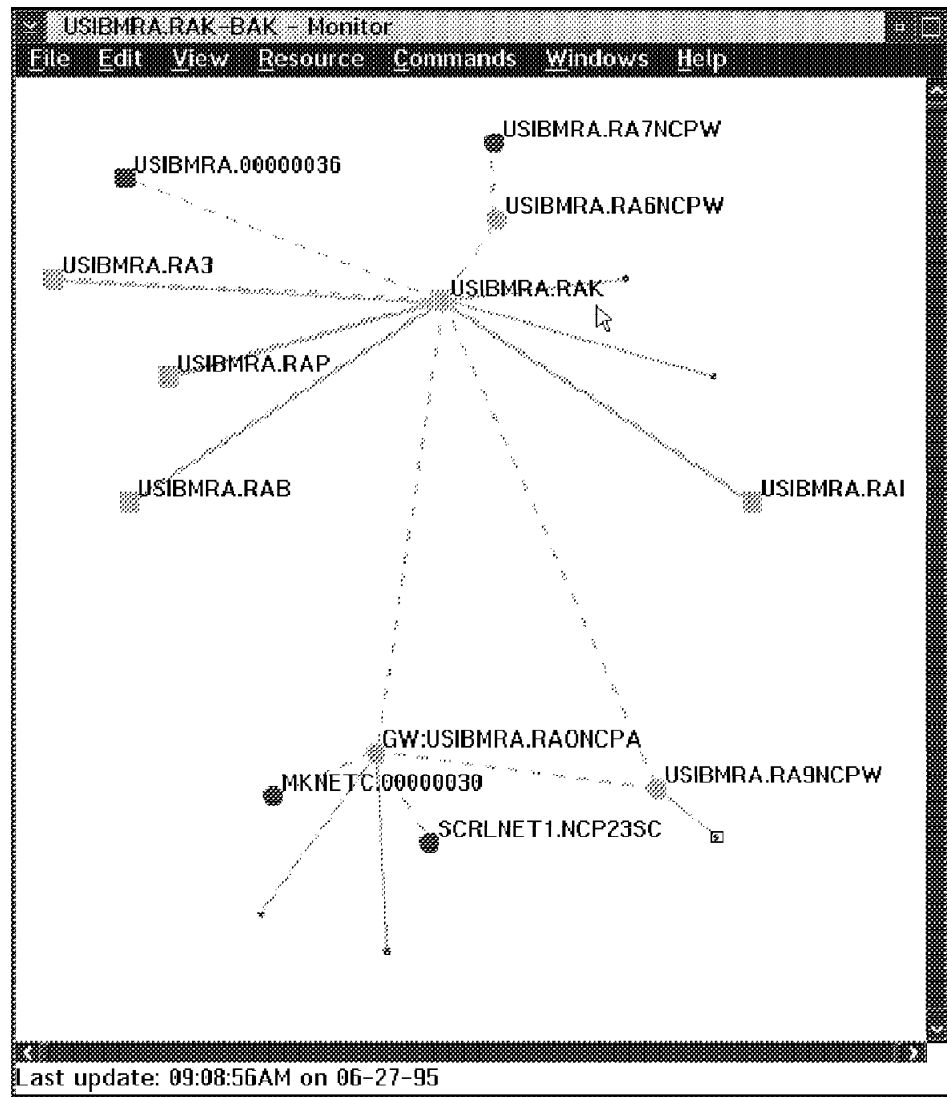 USIBMRA.RAK-BAK - Monitor
File Edit View Resource Commands Windows Help
USIBMRA.RA7NCPW
USIBMRA.00000036
USIBMRA.RA6NCPW
USIBMRA.RA3
USIBMRA.RAK
USIBMRA.RAP
USIBMRA.RAB
USIBMRA.RAI
GW:USIBMRA.RA0NCPA
USIBMRA.RA9NCPW
MKNETC.00000030
SCRLNET1.NCP23SC
Last update: 09:08:56AM on 06-27-95